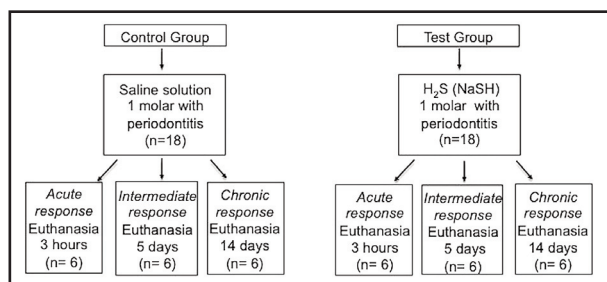 Control Group
Saline solution
1 molar with
periodontitis
(n=18)
Acute
response
Euthanasia
3 hours
(n= 6)
Intermediate
response
Euthanasia
5 days
(n= 6)
Chronic
response
Euthanasia
14 days
(n= 6)
Test Group
H₂S (NaSH)
1 molar with
periodontitis
(n=18)
Acute
response
Euthanasia
3 hours
(n= 6)
Intermediate
response
Euthanasia
5 days
(n= 6)
Chronic
response
Euthanasia
14 days
(n= 6)